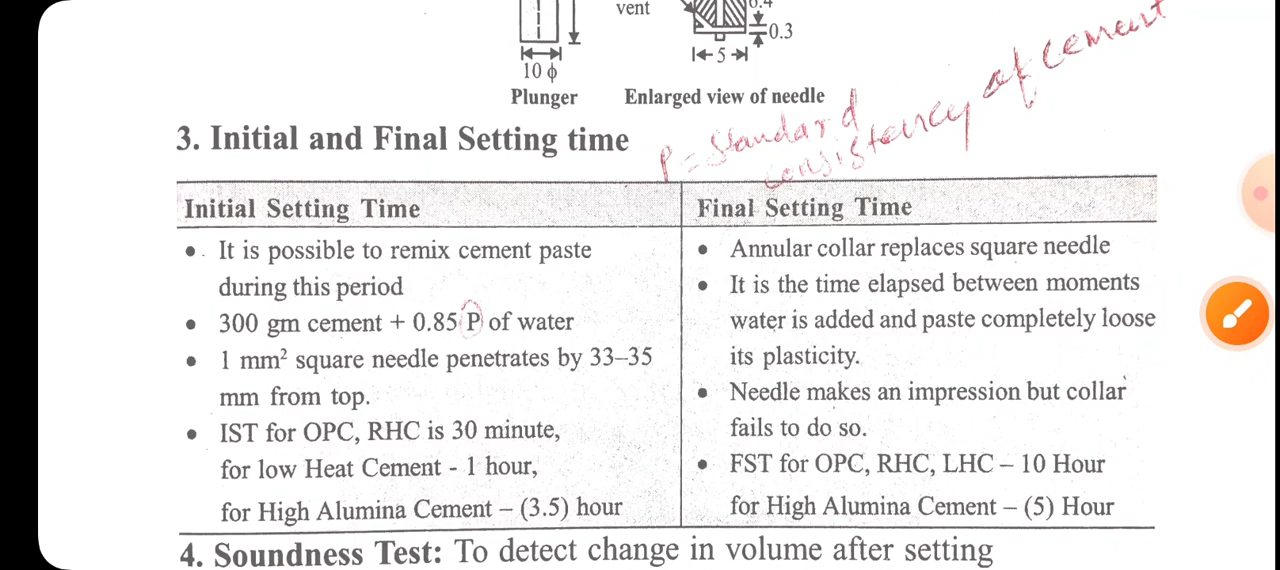 vent
0.4
0.3
5
10 ϕ
Plunger
Enlarged view of needle
P = Standard consistency of cement
3. Initial and Final Setting time
Initial Setting Time
• It is possible to remix cement paste
during this period
• 300 gm cement + 0.85 P of water
• 1 mm² square needle penetrates by 33–35
mm from top.
• IST for OPC, RHC is 30 minute,
for low Heat Cement - 1 hour,
for High Alumina Cement – (3.5) hour
Final Setting Time
• Annular collar replaces square needle
• It is the time elapsed between moments
water is added and paste completely loose
its plasticity.
• Needle makes an impression but collar
fails to do so.
• FST for OPC, RHC, LHC – 10 Hour
for High Alumina Cement – (5) Hour
4. Soundness Test: To detect change in volume after setting